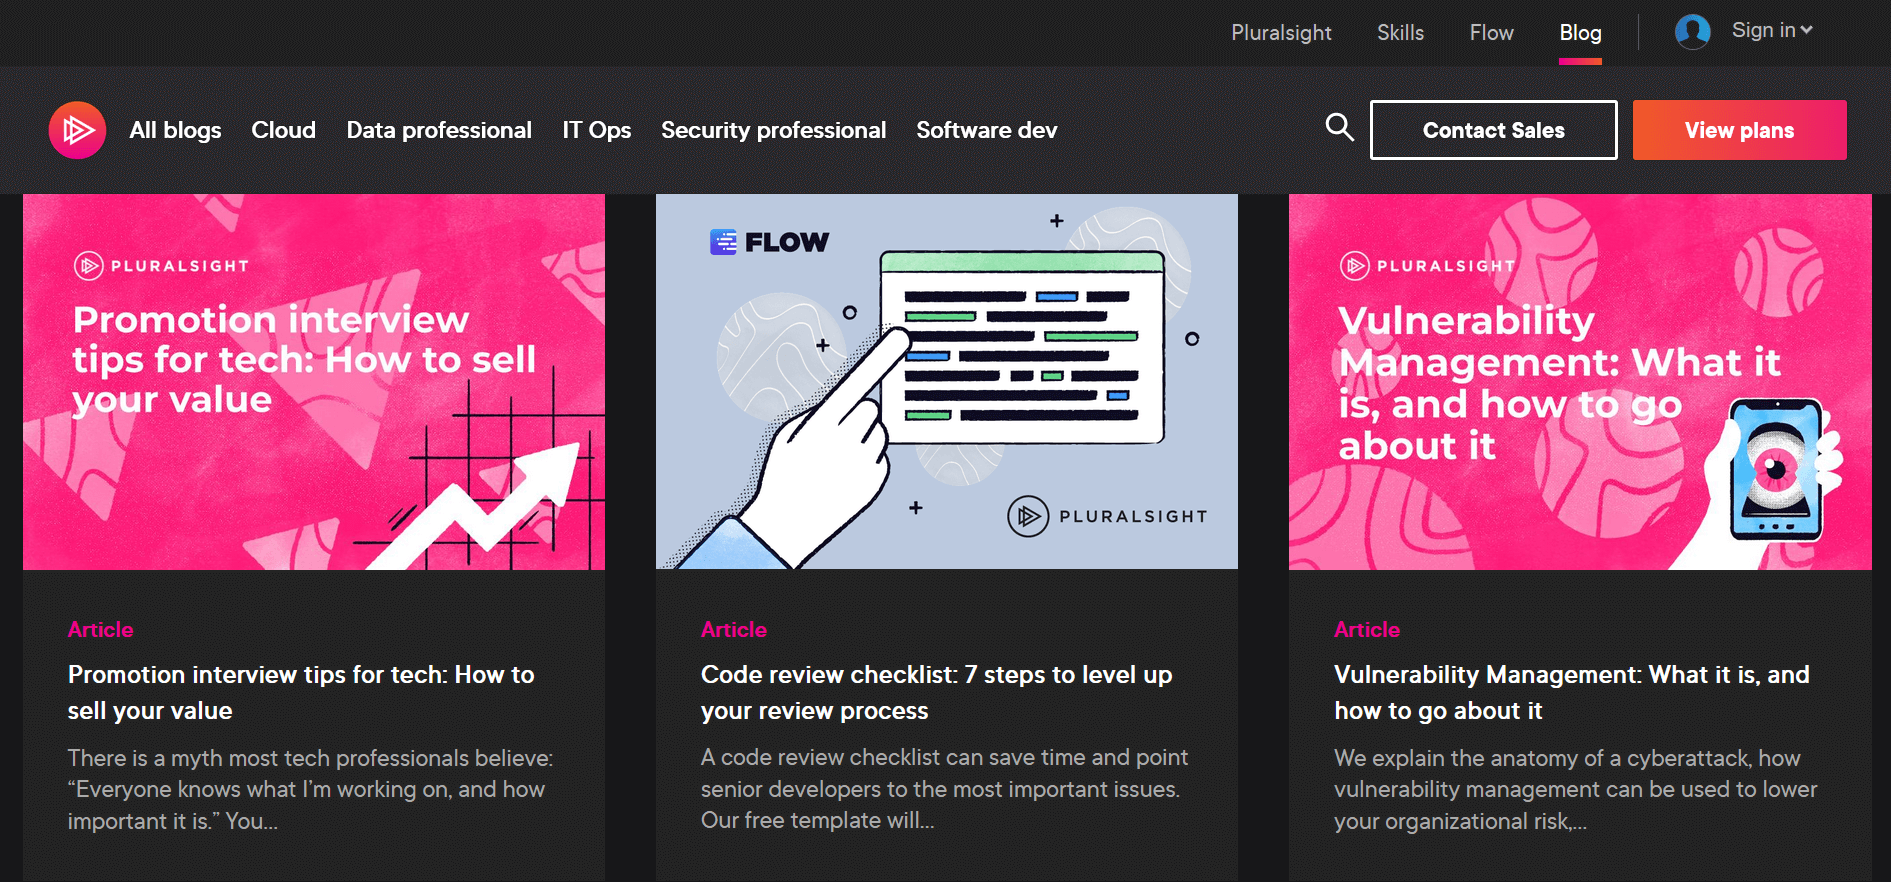 Pluralsight Skills Flow Blog Sign in
All blogs Cloud Data professional IT Ops Security professional Software dev Contact Sales View plans
PLURALSIGHT
Promotion interview
tips for tech: How to sell
your value
FLOW
PLURALSIGHT
PLURALSIGHT
Vulnerability
Management: What it
is, and how to go
about it
Article
Promotion interview tips for tech: How to
sell your value
There is a myth most tech professionals believe:
“Everyone knows what I’m working on, and how
important it is.” You...
Article
Code review checklist: 7 steps to level up
your review process
A code review checklist can save time and point
senior developers to the most important issues.
Our free template will...
Article
Vulnerability Management: What it is, and
how to go about it
We explain the anatomy of a cyberattack, how
vulnerability management can be used to lower
your organizational risk,...